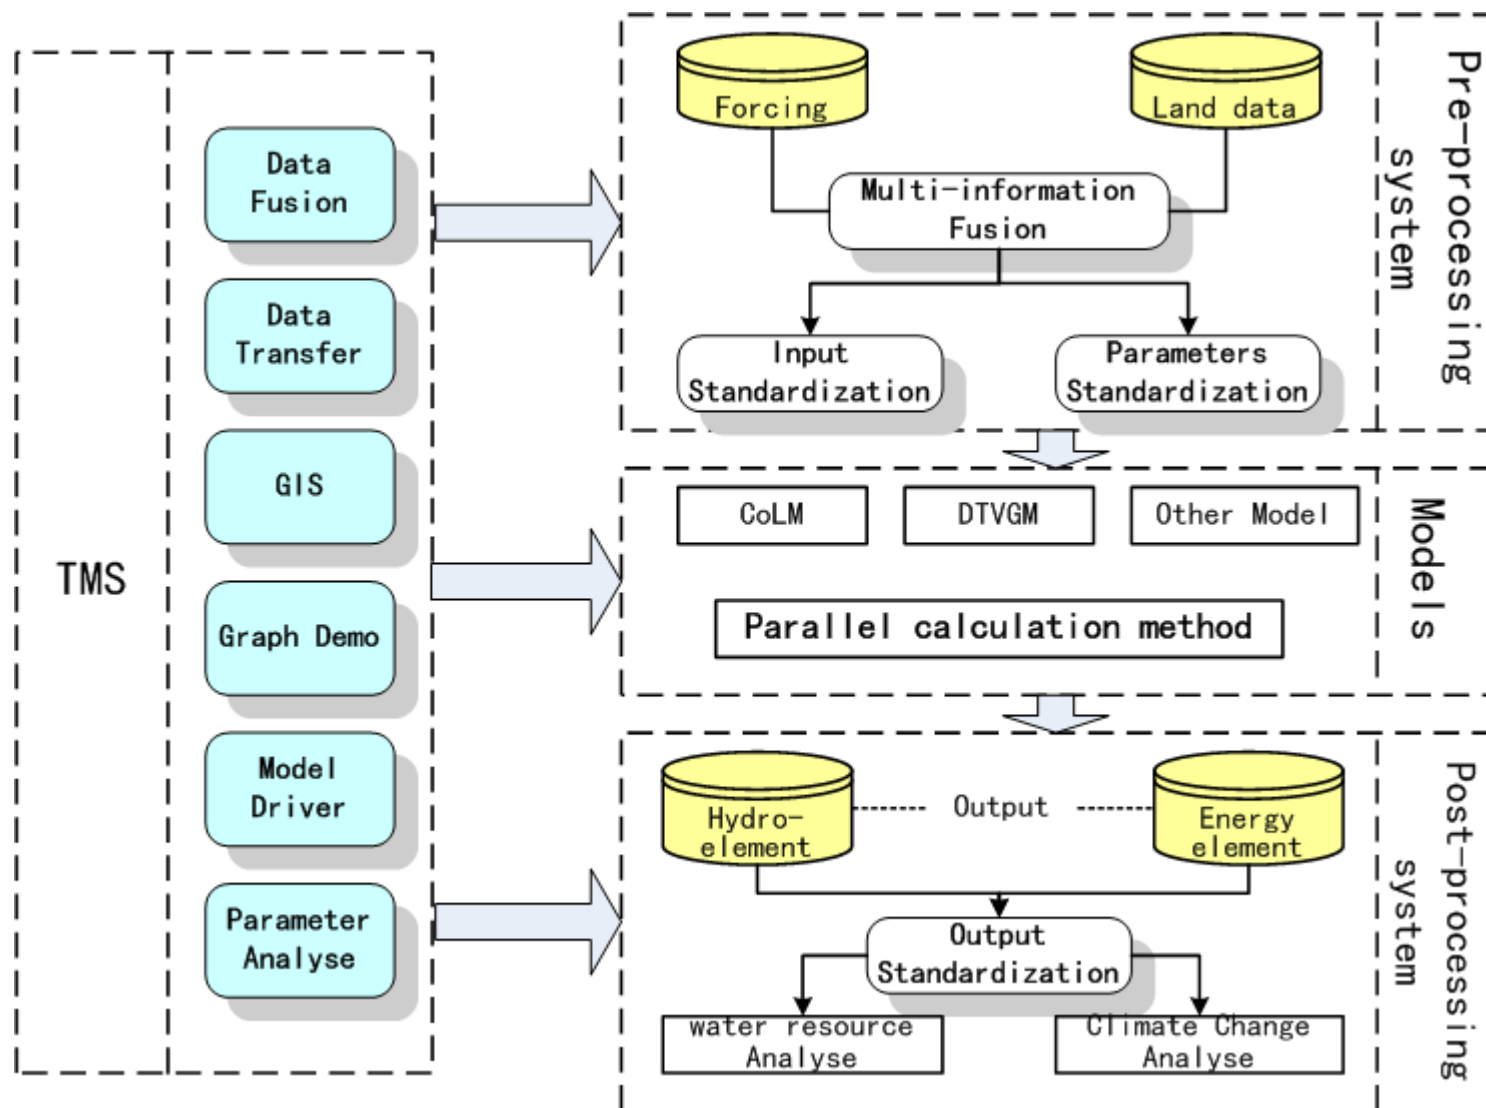 TMS
Data
Fusion
Data
Transfer
GIS
Graph Demo
Model
Driver
Parameter
Analyse
Forcing
Land data
Multi-information
Fusion
Input
Standardization
Parameters
Standardization
Pre-processing
system
CoLM
DTVGM
Other Model
Parallel calculation method
Models
Hydro-
element
Output
Energy
element
Output
Standardization
water resource
Analyse
Climate Change
Analyse
Post-processing
system